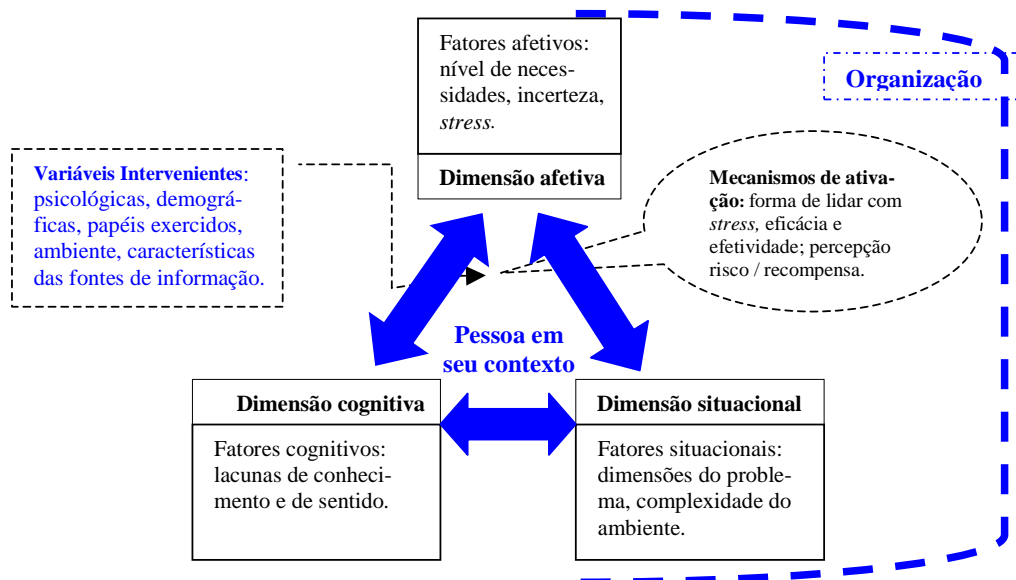 Fatores afetivos:
nível de neces-
sidades, incerteza,
stress.
Dimensão afetiva
Organização
Variáveis Intervenientes:
psicológicas, demográ-
ficas, papéis exercidos,
ambiente, características
das fontes de informação.
Mecanismos de ativa-
ção: forma de lidar com
stress, eficácia e
efetividade; percepção
risco / recompensa.
Pessoa em
seu contexto
Dimensão cognitiva
Fatores cognitivos:
lacunas de conheci-
mento e de sentido.
Dimensão situacional
Fatores situacionais:
dimensões do proble-
ma, complexidade do
ambiente.